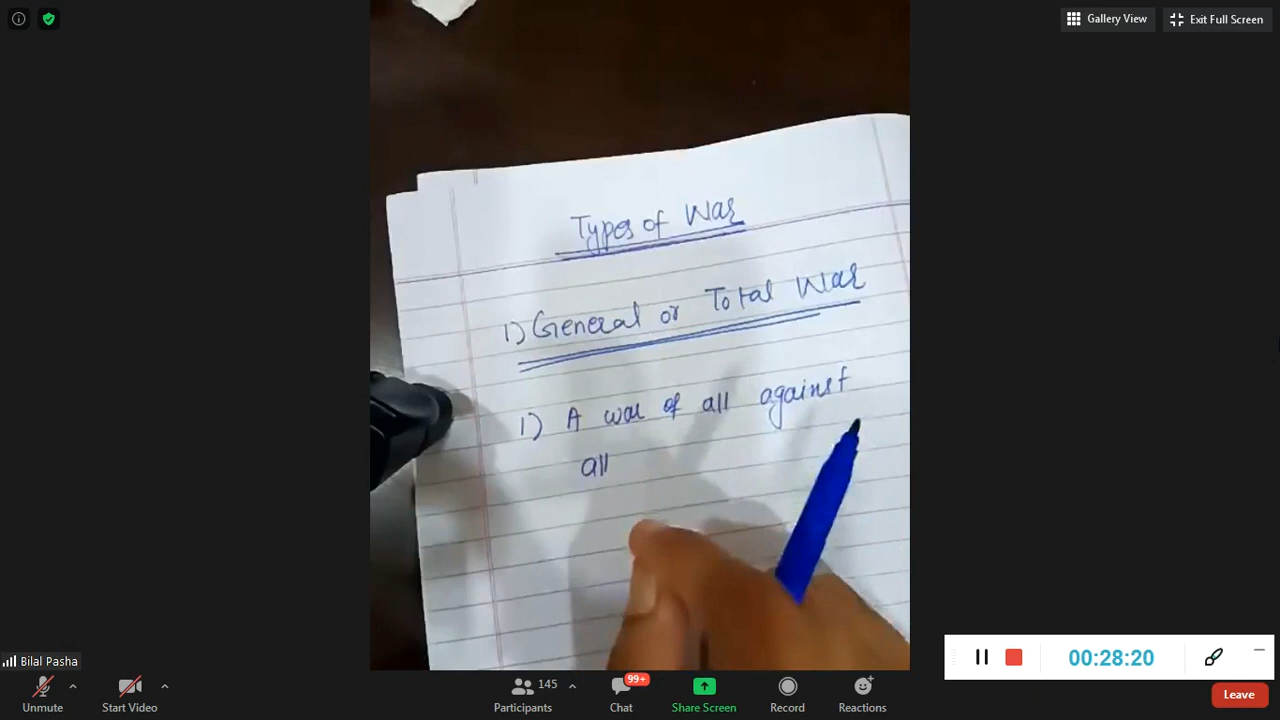 Gallery View
Exit Full Screen
Types of War
1) General or Total War
1) A war of all against
all
Bilal Pasha
00:28:20
Unmute
Start Video
145
Participants
99+
Chat
Share Screen
Record
Reactions
Leave